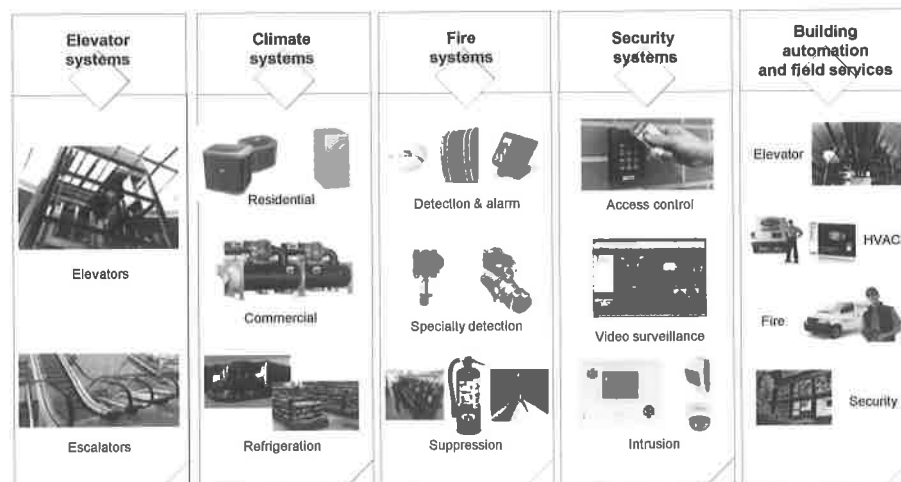 Elevator
systems
Elevators
Escalators
Climate
systems
Residential
Commercial
Refrigeration
Fire
systems
Detection & alarm
Specialty detection
Suppression
Security
systems
Access control
Video surveillance
Intrusion
Building
automation
and field services
Elevator
HVAC
Fire
Security